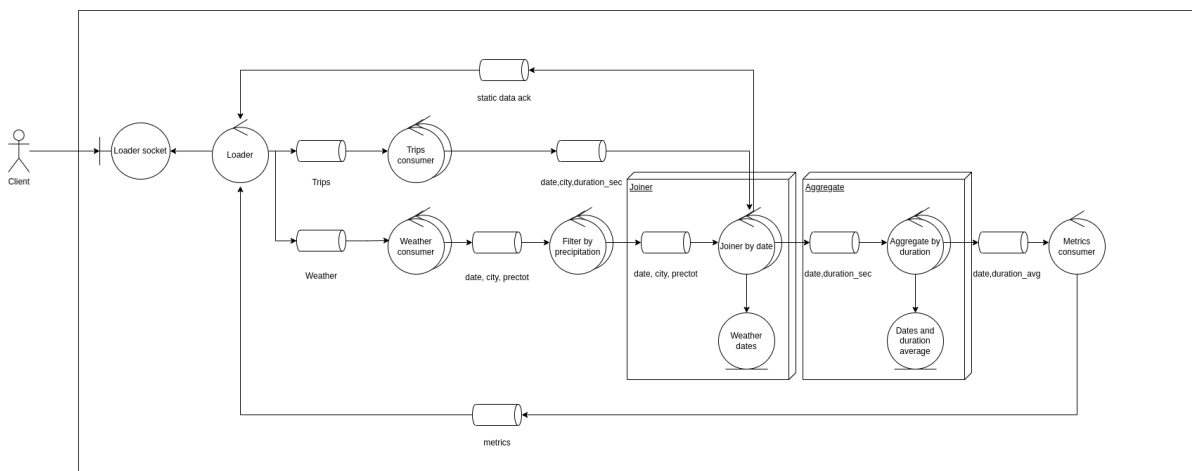 static data ack
Client
Loader socket
Loader
Trips
Trips
consumer
date,city,duration_sec
Weather
Weather
consumer
date, city, prectot
Filter by
precipitation
Joiner
date, city, prectot
Joiner by date
Weather
dates
Aggregate
date,duration_sec
Aggregate by
duration
Dates and
duration
average
date,duration_avg
Metrics
consumer
metrics